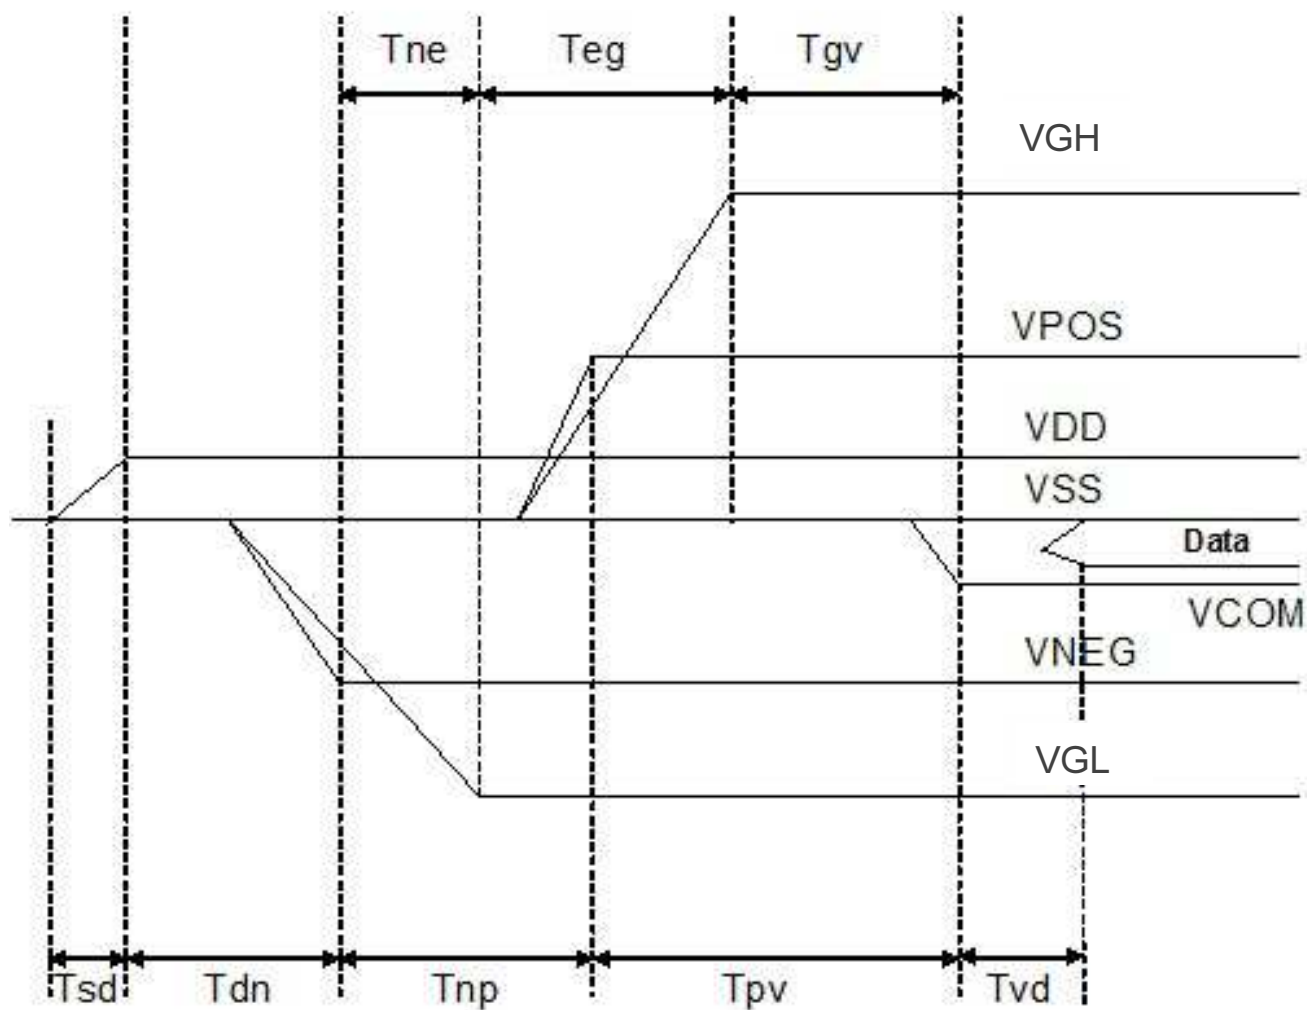 Tne Teg Tgv
VGH
VPOS
VDD
VSS
Data
VCOM
VNEG
VGL
Tsd Tdn Tnp Tpv Tvd